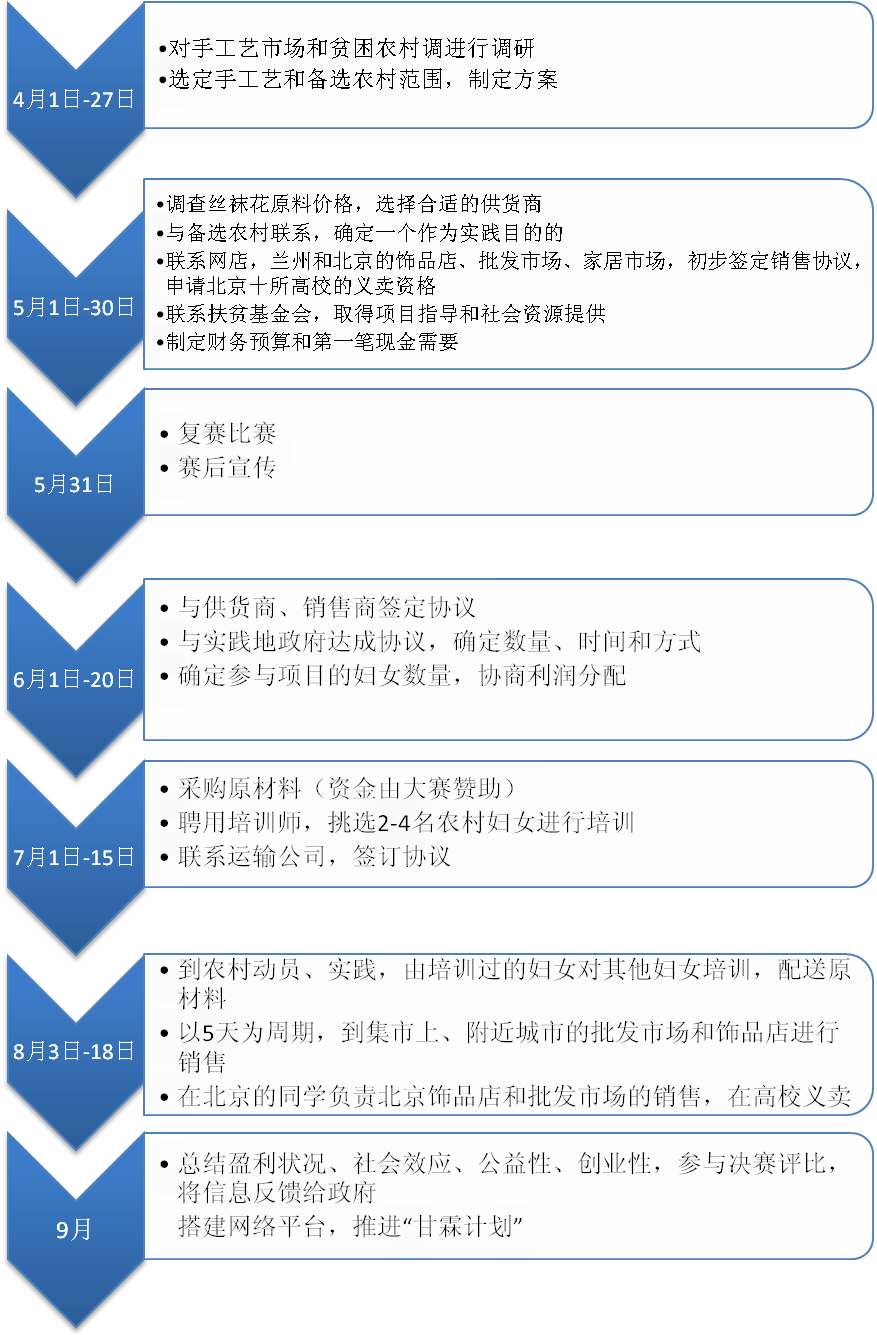 4月1日-27日
•对手工艺市场和贫困农村调进行调研
•选定手工艺和备选农村范围，制定方案
5月1日-30日
•调查丝袜花原料价格，选择合适的供货商
•与备选农村联系，确定一个作为实践目的的
•联系网店，兰州和北京的饰品店、批发市场、家居市场，初步签定销售协议，
申请北京十所高校的义卖资格
•联系扶贫基金会，取得项目指导和社会资源提供
•制定财务预算和第一笔现金需要
5月31日
• 复赛比赛
• 赛后宣传
6月1日-20日
• 与供货商、销售商签定协议
• 与实践地政府达成协议，确定数量、时间和方式
• 确定参与项目的妇女数量，协商利润分配
7月1日-15日
• 采购原材料（资金由大赛赞助）
• 聘用培训师，挑选2-4名农村妇女进行培训
• 联系运输公司，签订协议
8月3日-18日
• 到农村动员、实践，由培训过的妇女对其他妇女培训，配送原
材料
• 以5天为周期，到集市上、附近城市的批发市场和饰品店进行
销售
• 在北京的同学负责北京饰品店和批发市场的销售，在高校义卖
9月
• 总结盈利状况、社会效应、公益性、创业性，参与决赛评比，
将信息反馈给政府
搭建网络平台，推进“甘霖计划”